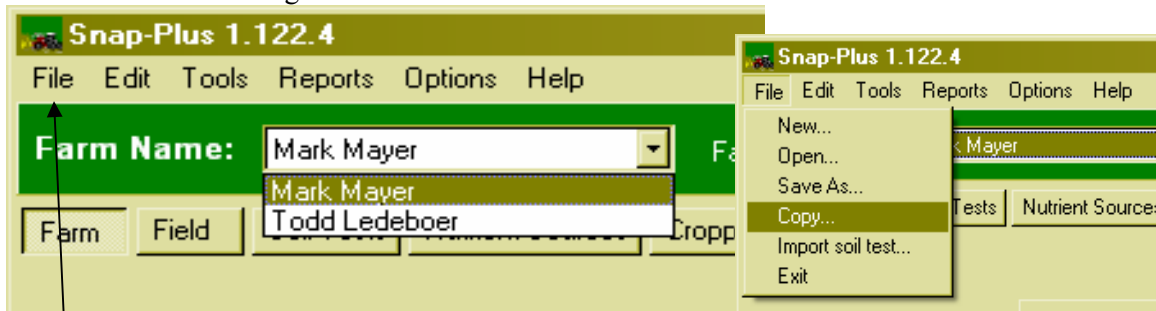 Snap-Plus 1.122.4
File Edit Tools Reports Options Help
Farm Name: Mark Mayer
Mark Mayer
Todd Ledeboer
Farm Field
Snap-Plus 1.122.4
File Edit Tools Reports Options Help
New...
Open...
Save As...
Copy...
Import soil test...
Exit
Mayer
Tests Nutrient Sources